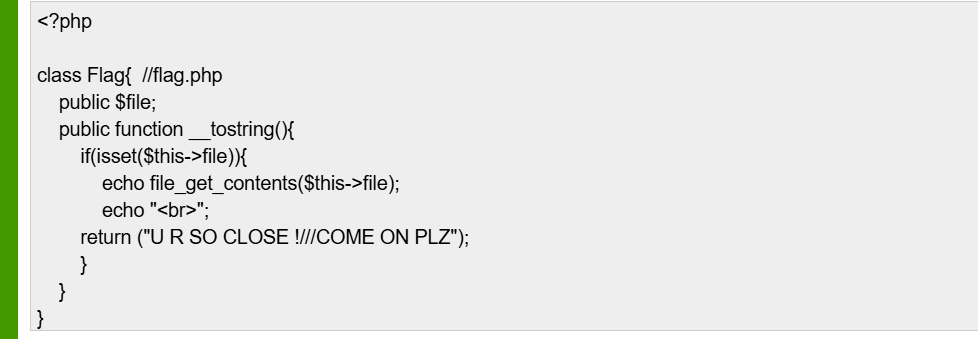 <?php
class Flag{  //flag.php
public $file;
public function __tostring(){
if(isset($this->file)){
echo file_get_contents($this->file);
echo "<br>";
return ("U R SO CLOSE !///COME ON PLZ");
}
}
}